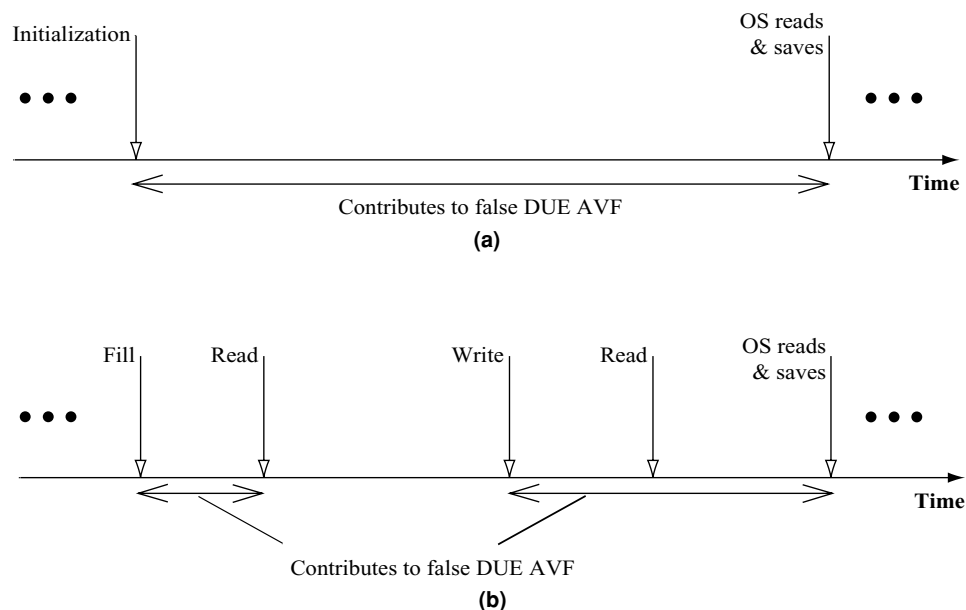 Initialization
OS reads
& saves
Time
Contributes to false DUE AVF
(a)
Fill
Read
Write
Read
OS reads
& saves
Time
Contributes to false DUE AVF
(b)